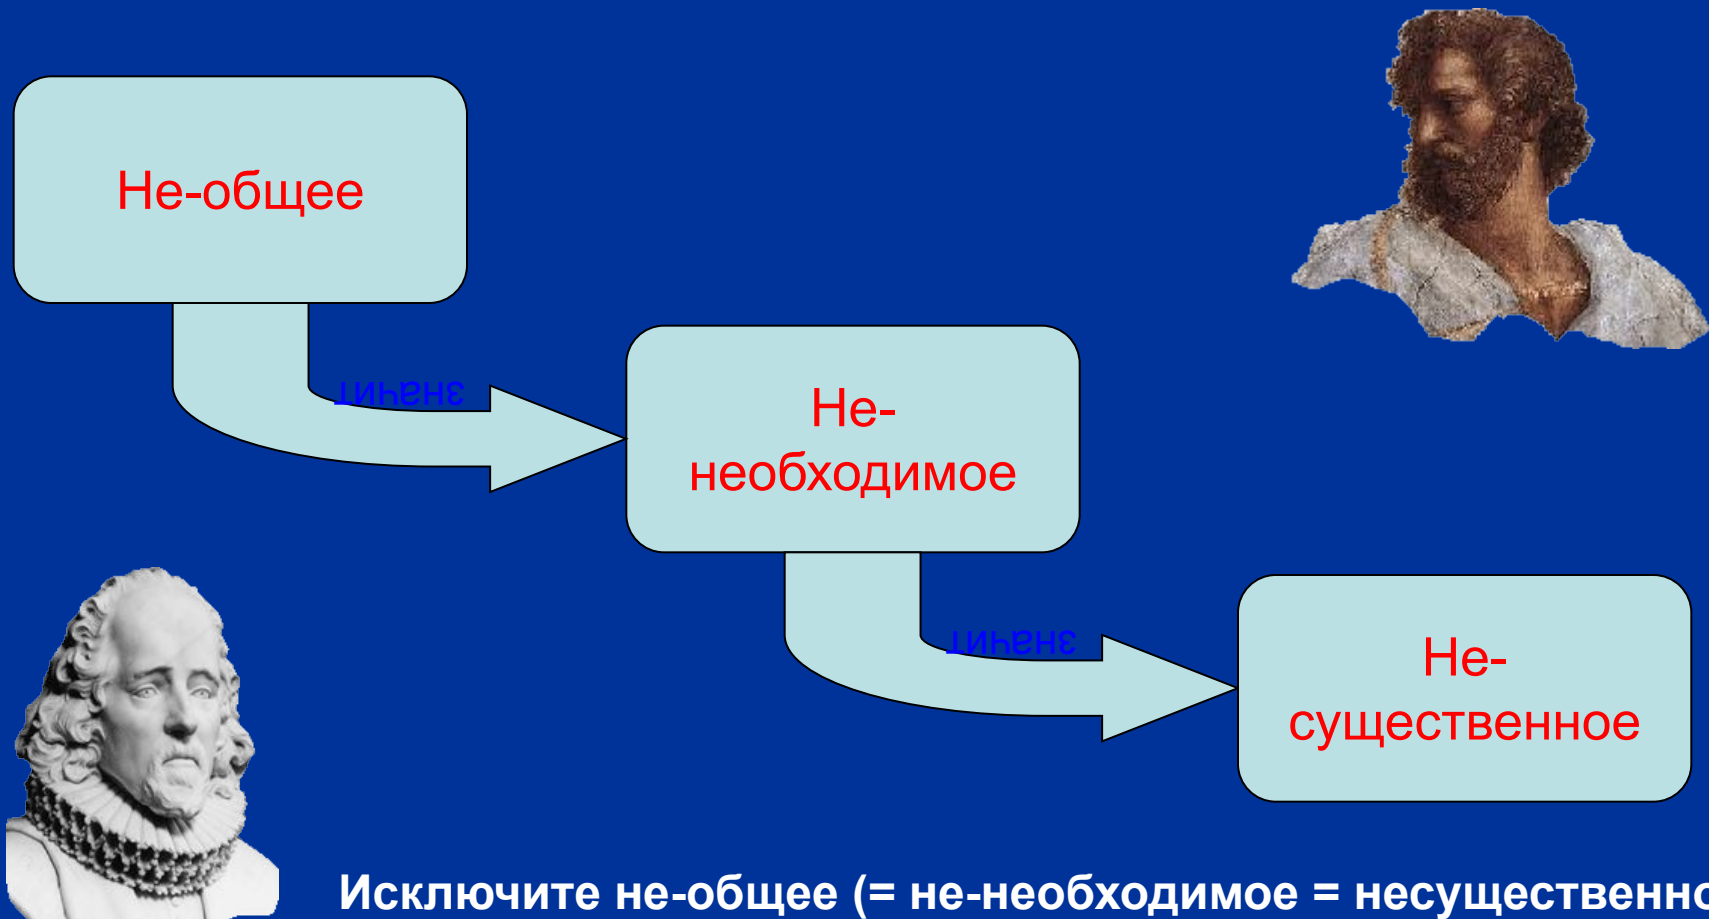 Не-общее
значит
Не-
необходимое
значит
Не-
существенное
Исключите не-общее (= не-необходимое = несущественно